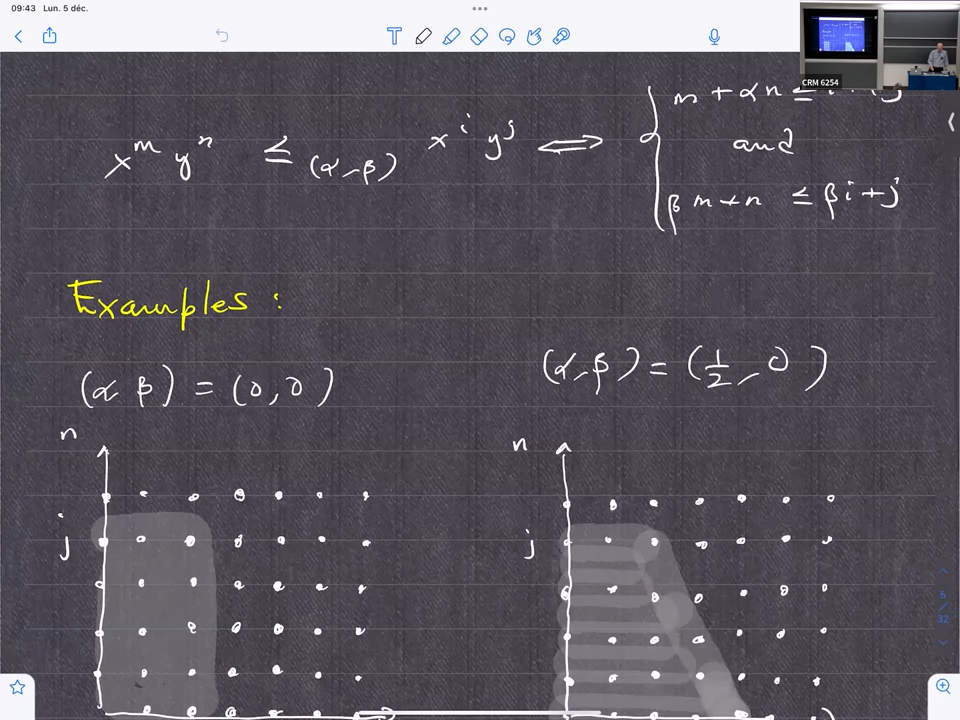 09:43 Lun. 5 déc.
CRM 6254
m + αn ≤
x^m y^n ≤_(α,β) x^i y^j ⟺
and
βm + n ≤ βi + j
Examples :
(α β) = (0,0)
(α,β) = (1/2, 0)
n
n
j
j
5
/
32